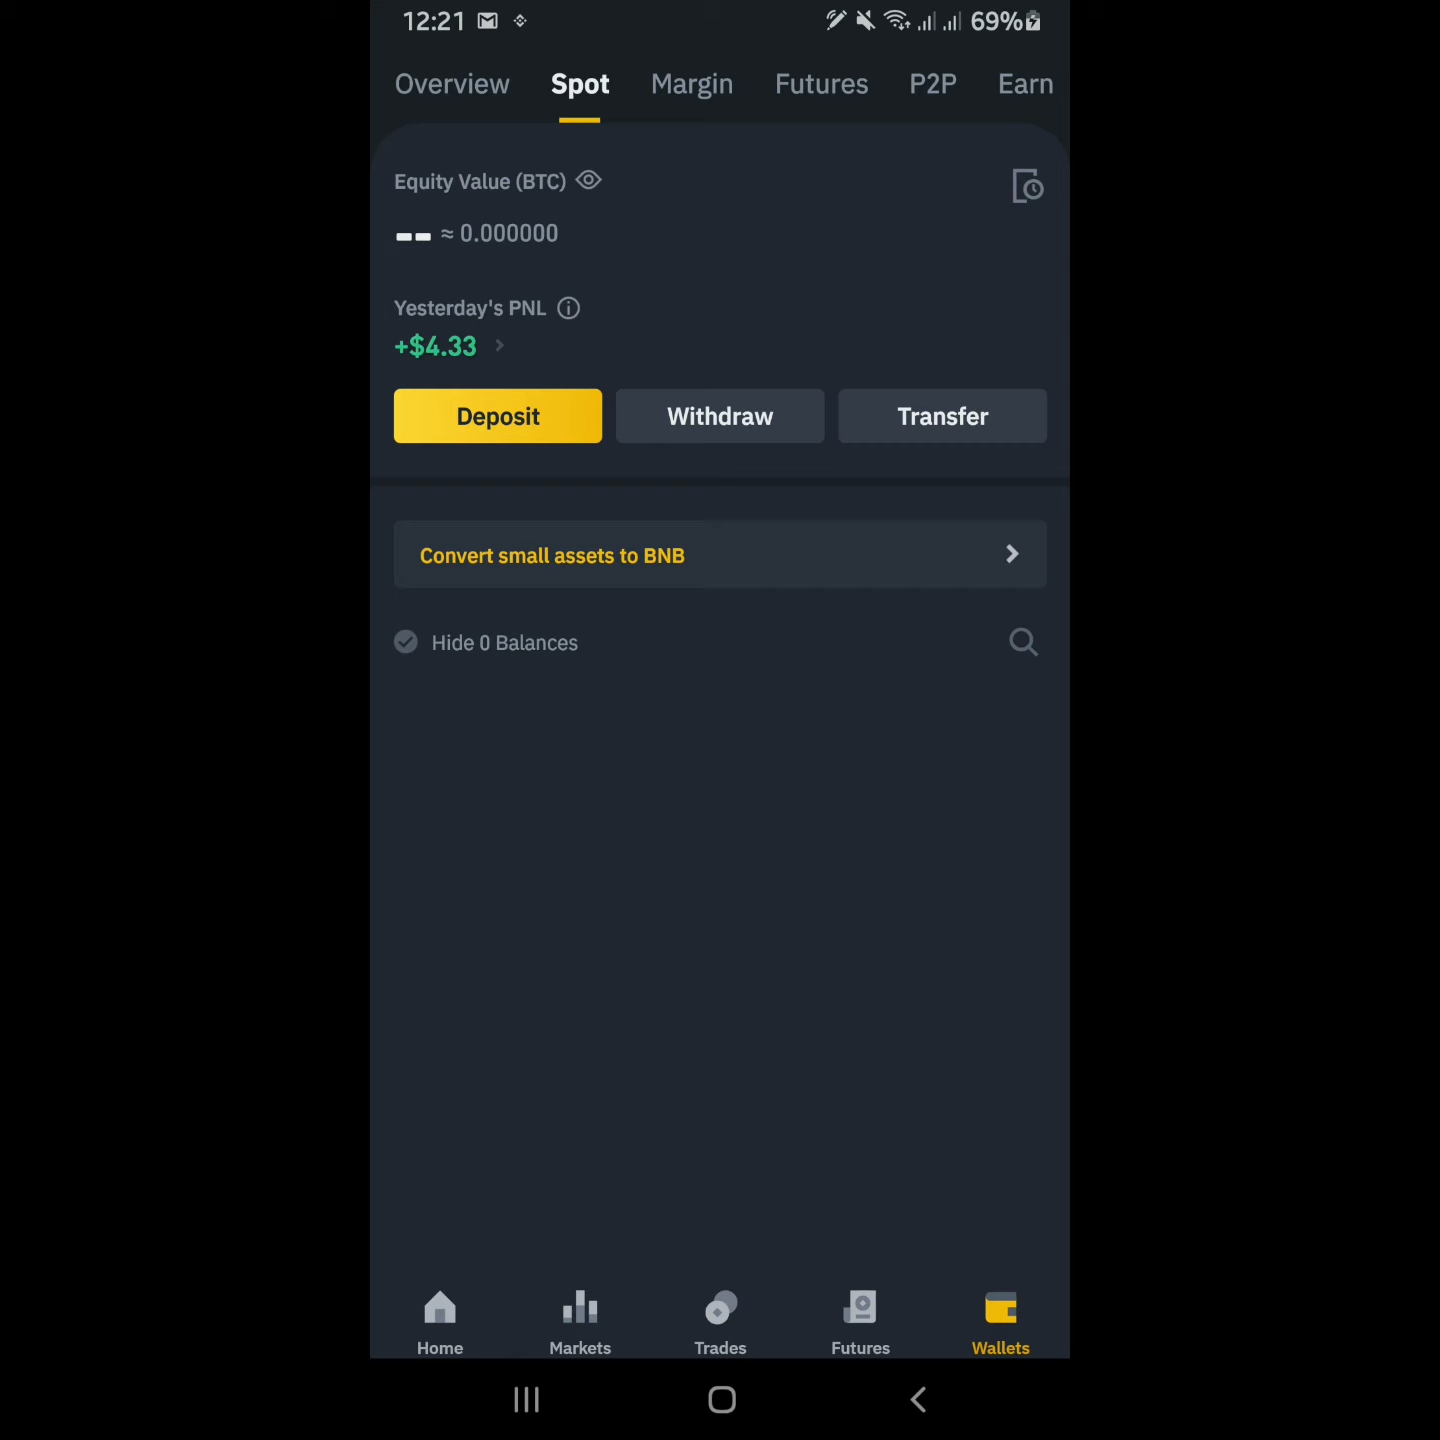 12:21 69%
Overview Spot Margin Futures P2P Earn
Equity Value (BTC)
-- ≈ 0.000000
Yesterday's PNL
+$4.33
Deposit Withdraw Transfer
Convert small assets to BNB
Hide 0 Balances
Home Markets Trades Futures Wallets